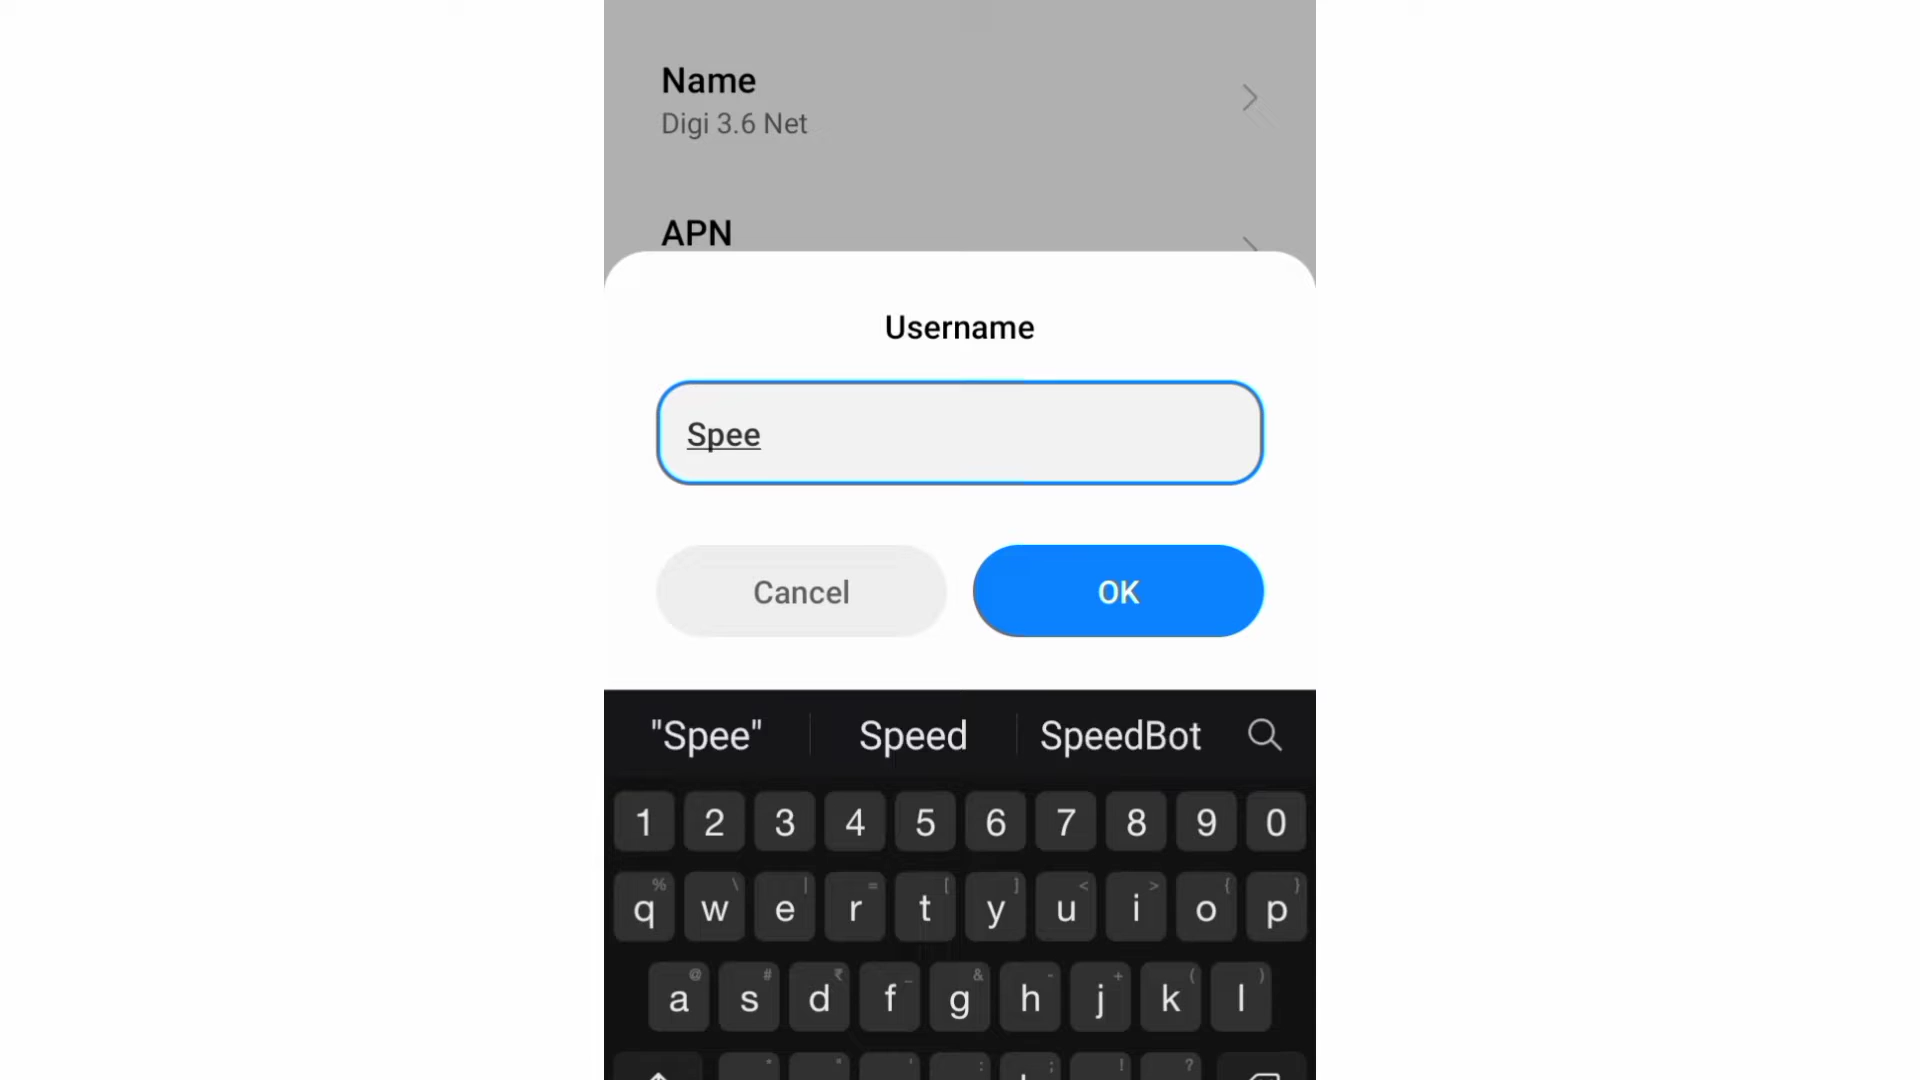 Name
Digi 3.6 Net
APN
Username
Spee
Cancel OK
"Spee" Speed SpeedBot
1 2 3 4 5 6 7 8 9 0
% \ | = [ ] < > { }
q w e r t y u i o p
@ # ₹ _ & - + ( )
a s d f g h j k l
* " ' : ; ! ?